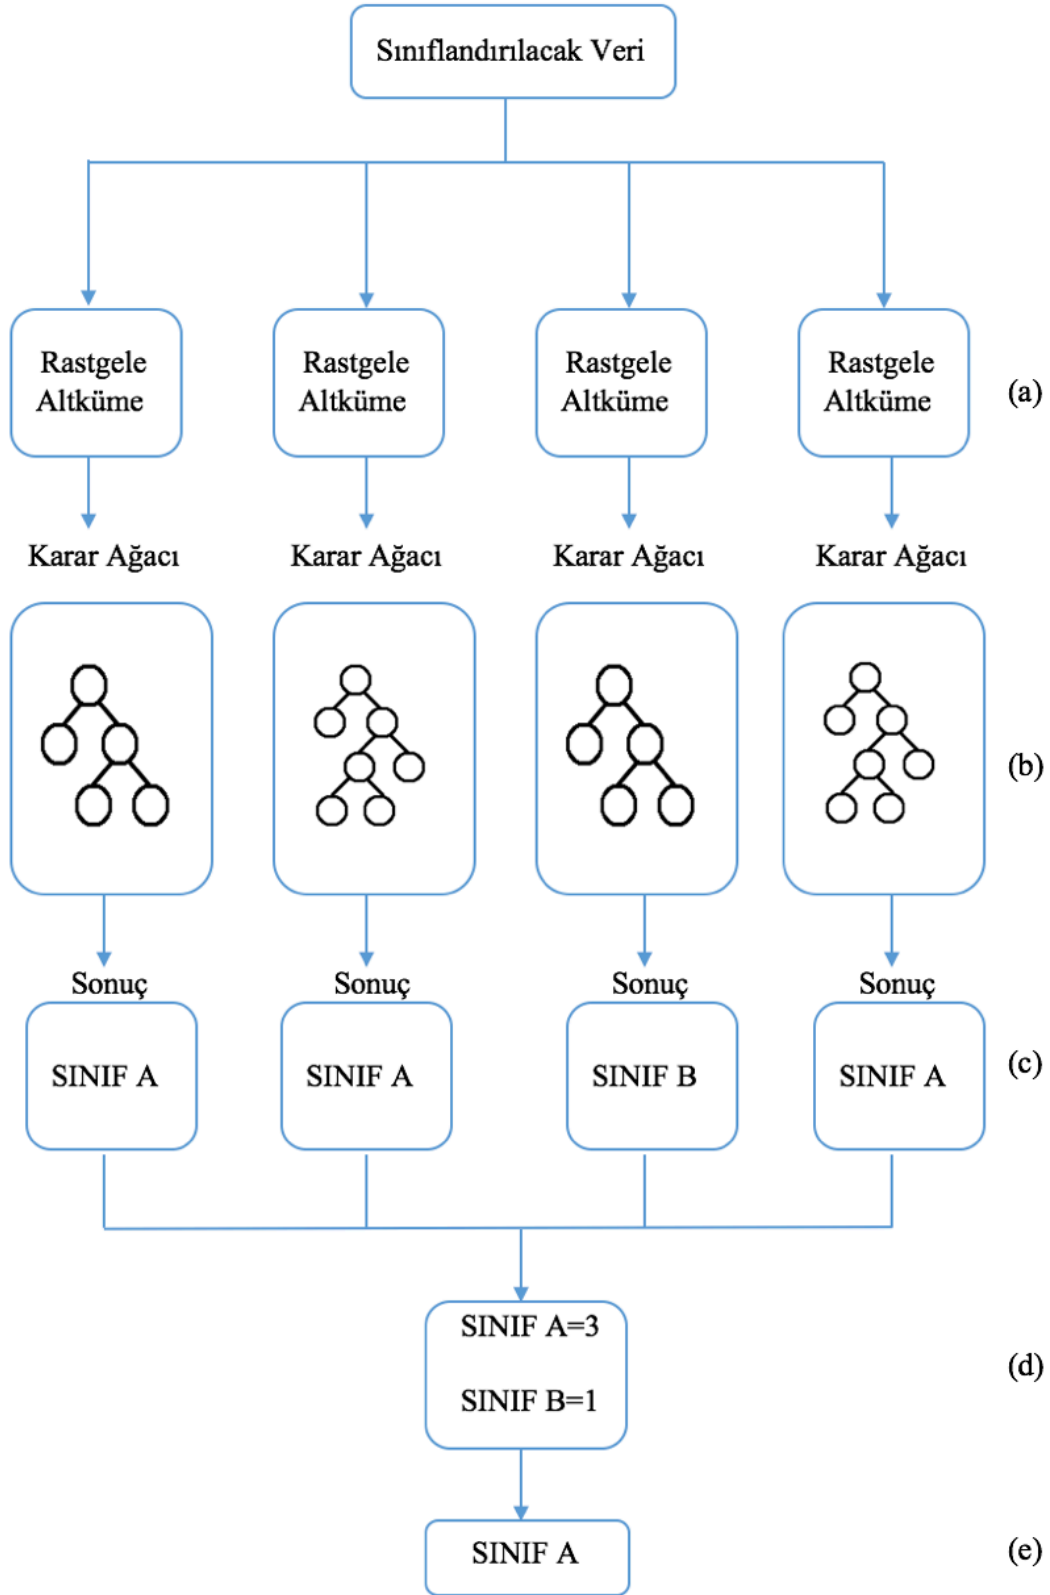 Sınıflandırılacak Veri
Rastgele
Altküme
Rastgele
Altküme
Rastgele
Altküme
Rastgele
Altküme
(a)
Karar Ağacı
Karar Ağacı
Karar Ağacı
Karar Ağacı
(b)
Sonuç
Sonuç
Sonuç
Sonuç
SINIF A
SINIF A
SINIF B
SINIF A
(c)
SINIF A=3
SINIF B=1
(d)
SINIF A
(e)